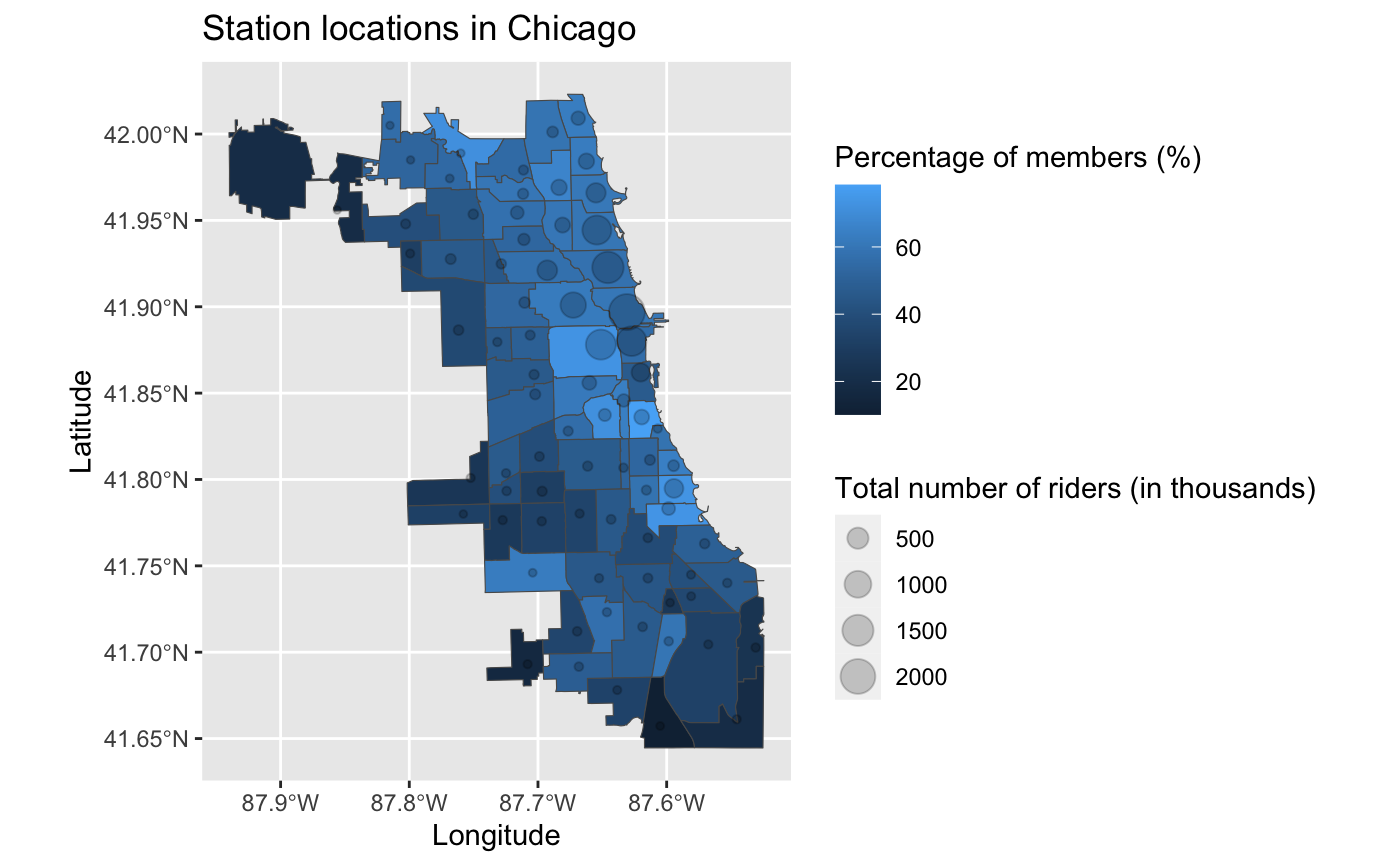 Station locations in Chicago
42.00°N
41.95°N
41.90°N
41.85°N
41.80°N
41.75°N
41.70°N
41.65°N
Latitude
87.9°W 87.8°W 87.7°W 87.6°W
Longitude
Percentage of members (%)
60
40
20
Total number of riders (in thousands)
500
1000
1500
2000